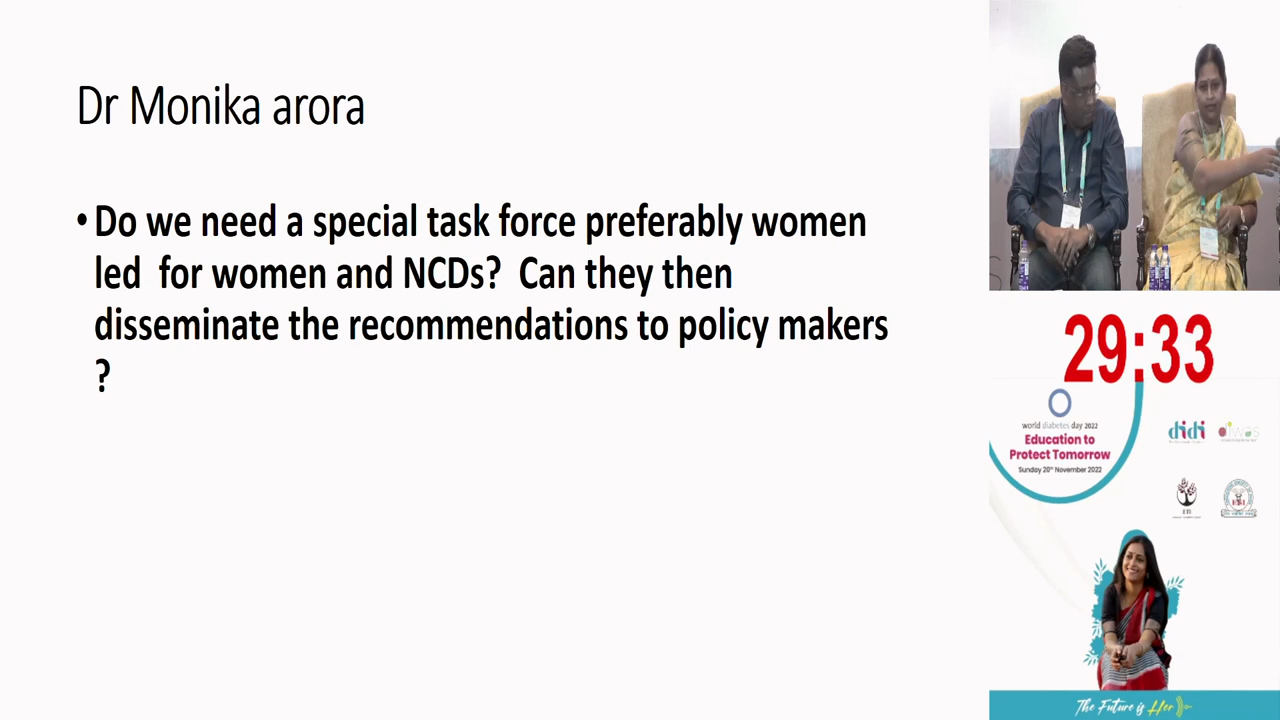 Dr Monika arora
• Do we need a special task force preferably women
led for women and NCDs? Can they then
disseminate the recommendations to policy makers
?
29:33
world diabetes day 2022
Education to
Protect Tomorrow
Sunday 20th November 2022
didi
The Future is Her